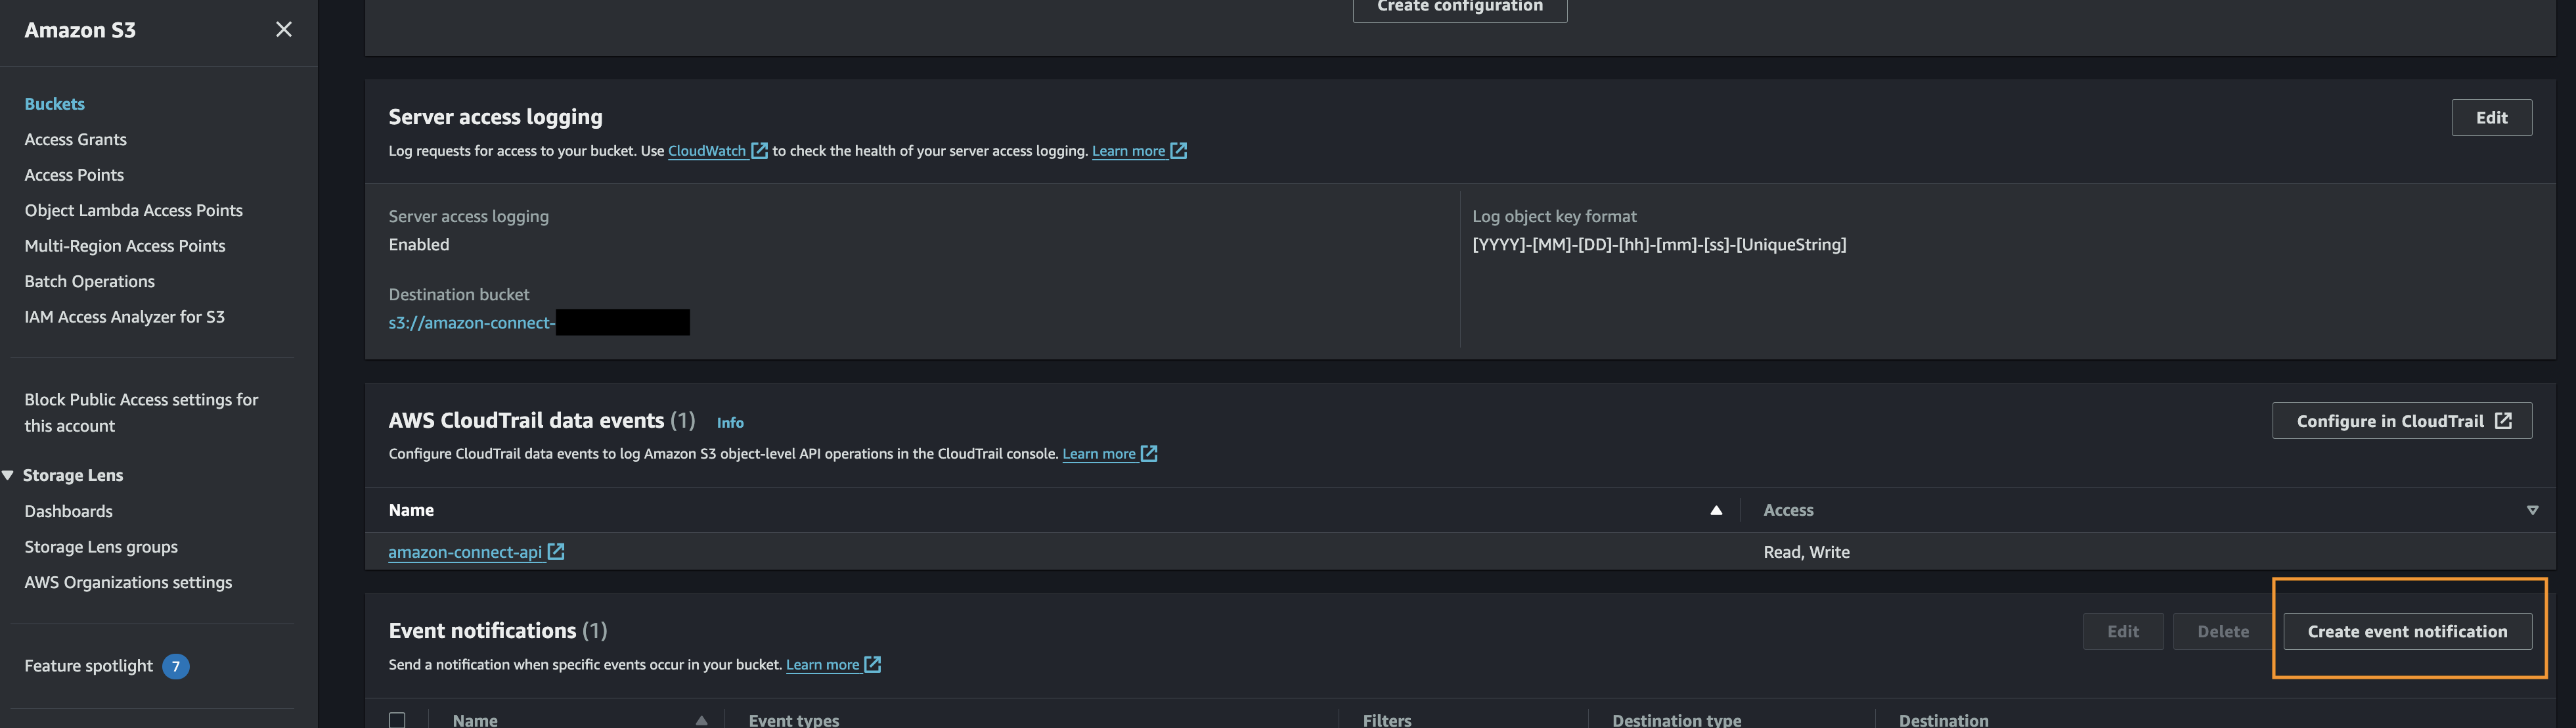 Amazon S3
Buckets
Access Grants
Access Points
Object Lambda Access Points
Multi-Region Access Points
Batch Operations
IAM Access Analyzer for S3
Block Public Access settings for
this account
Storage Lens
Dashboards
Storage Lens groups
AWS Organizations settings
Feature spotlight 7
Create configuration
Server access logging
Edit
Log requests for access to your bucket. Use CloudWatch to check the health of your server access logging. Learn more
Server access logging
Enabled
Destination bucket
s3://amazon-connect-
Log object key format
[YYYY]-[MM]-[DD]-[hh]-[mm]-[ss]-[UniqueString]
AWS CloudTrail data events (1) Info
Configure in CloudTrail
Configure CloudTrail data events to log Amazon S3 object-level API operations in the CloudTrail console. Learn more
Name Access
amazon-connect-api Read, Write
Event notifications (1)
Edit Delete Create event notification
Send a notification when specific events occur in your bucket. Learn more
Name Event types Filters Destination type Destination